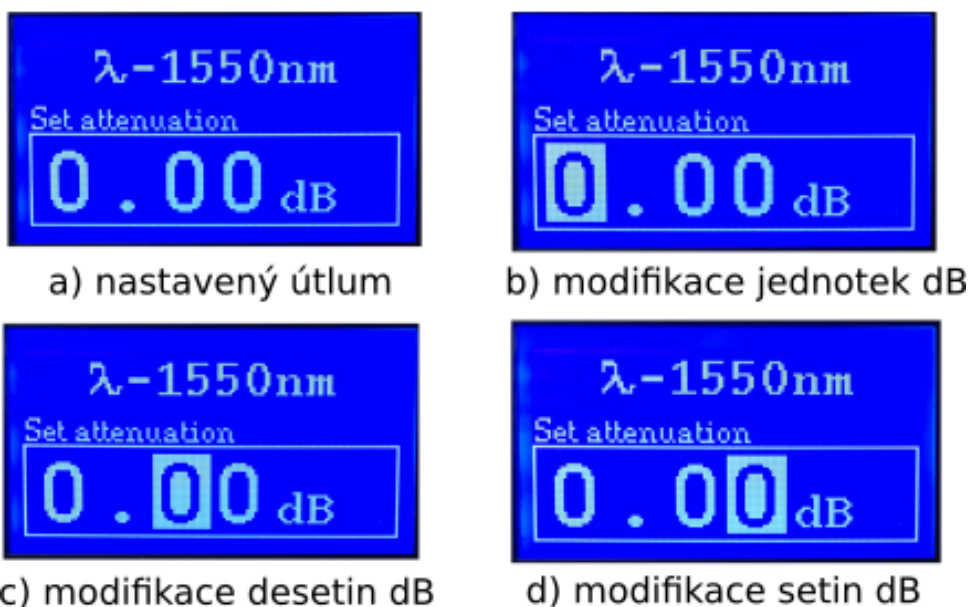 λ-1550nm
Set attenuation
0.00 dB
a) nastavený útlum
λ-1550nm
Set attenuation
0.00 dB
b) modifikace jednotek dB
λ-1550nm
Set attenuation
0.00 dB
c) modifikace desetin dB
λ-1550nm
Set attenuation
0.00 dB
d) modifikace setin dB